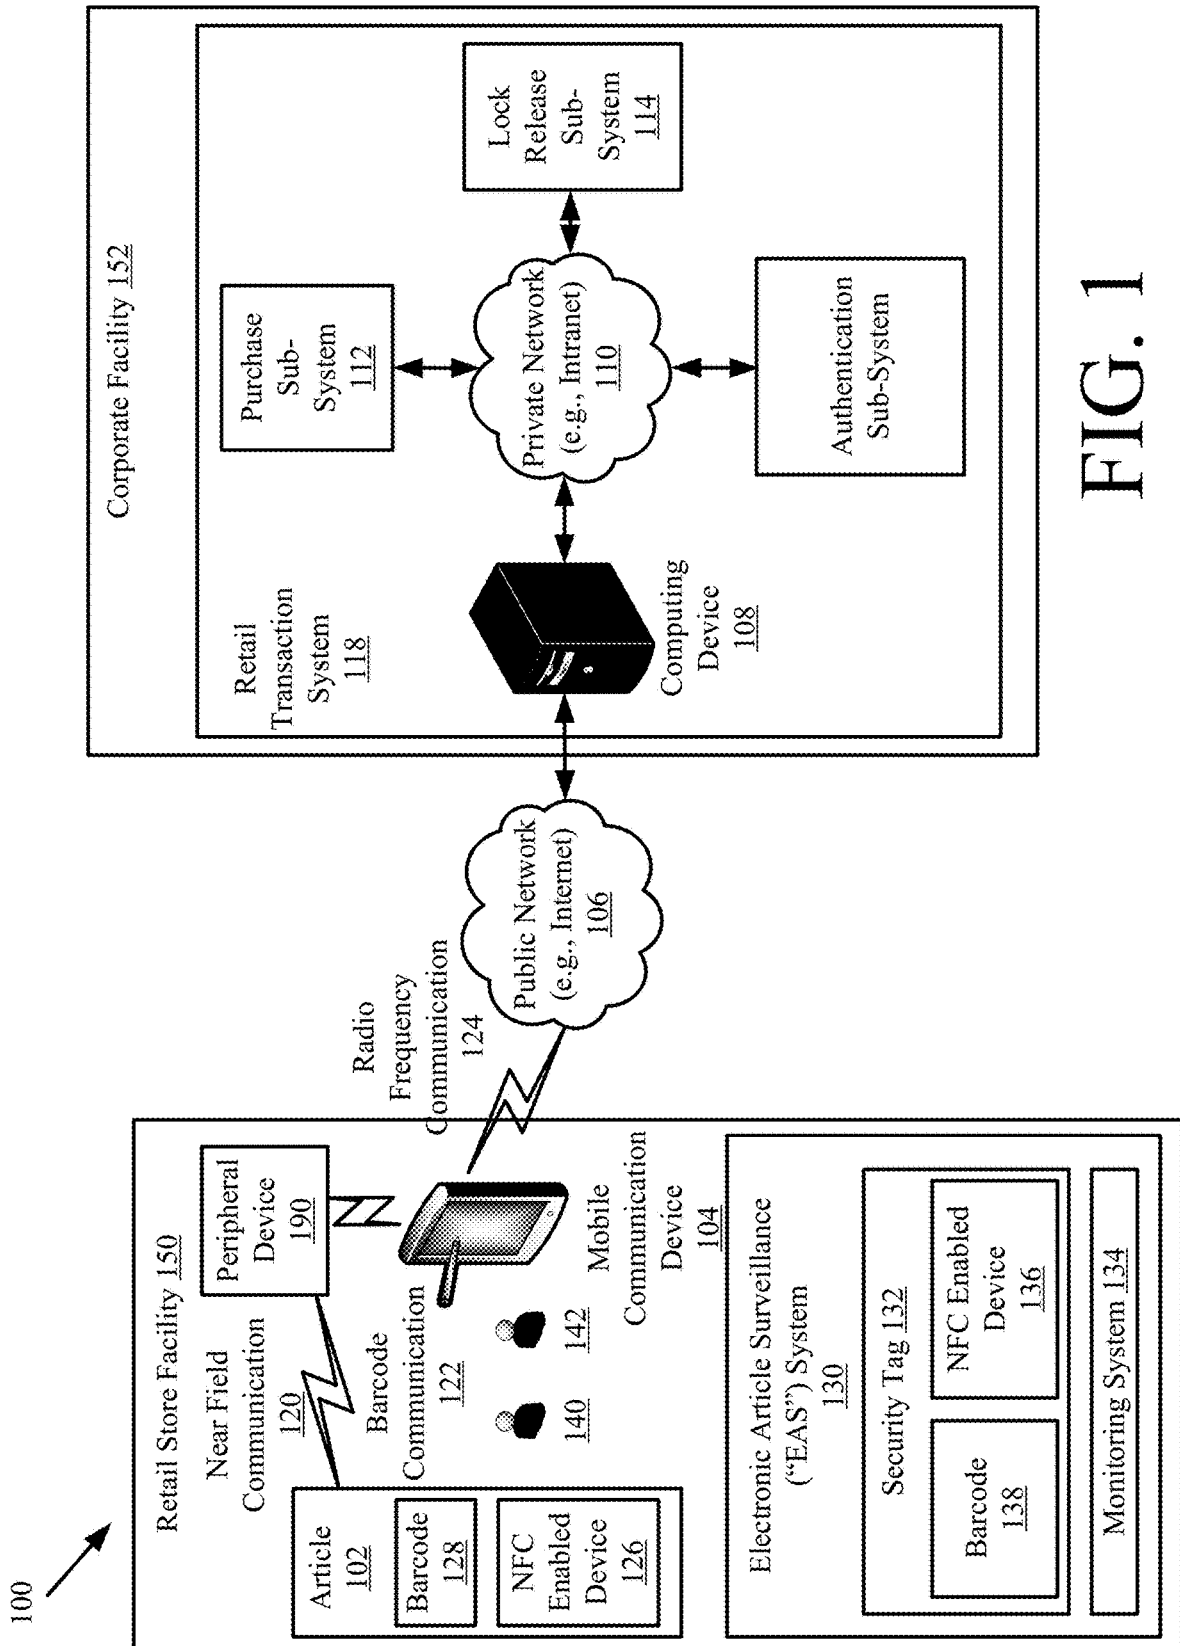 100
Retail Store Facility 150
Near Field
Communication
120
Peripheral
Device
190
Article
102
Barcode
128
NFC
Enabled
Device
126
Barcode
Communication
122
140
142
Mobile
Communication
Device
104
Electronic Article Surveillance
(“EAS”) System
130
Security Tag 132
Barcode
138
NFC Enabled
Device
136
Monitoring System 134
Radio
Frequency
Communication
124
Public Network
(e.g., Internet)
106
Corporate Facility 152
Retail
Transaction
System
118
Computing
Device
108
Purchase
Sub-
System
112
Private Network
(e.g., Intranet)
110
Lock
Release
Sub-
System
114
Authentication
Sub-System
FIG. 1